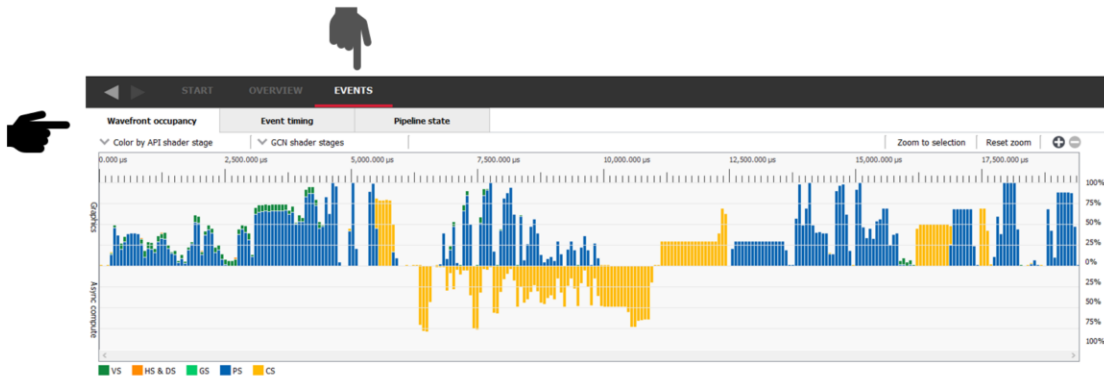 START OVERVIEW EVENTS
Wavefront occupancy Event timing Pipeline state
Color by API shader stage GCN shader stages Zoom to selection Reset zoom
0.000 µs 2,500.000 µs 5,000.000 µs 7,500.000 µs 10,000.000 µs 12,500.000 µs 15,000.000 µs 17,500.000 µs
Graphics
100%
75%
50%
25%
0%
Async compute
25%
50%
75%
100%
VS HS & DS GS PS CS